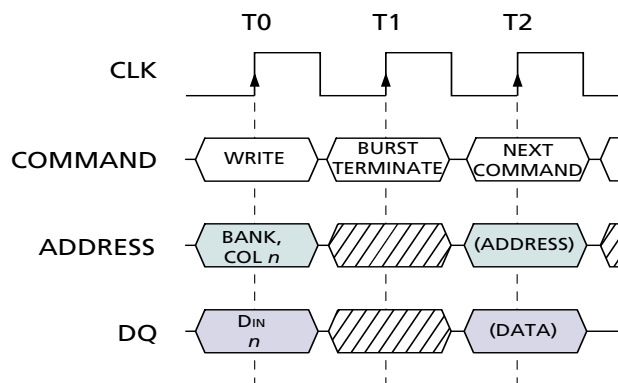 T0 T1 T2
CLK
COMMAND WRITE BURST TERMINATE NEXT COMMAND
ADDRESS BANK, COL n (ADDRESS)
DQ DIN n (DATA)